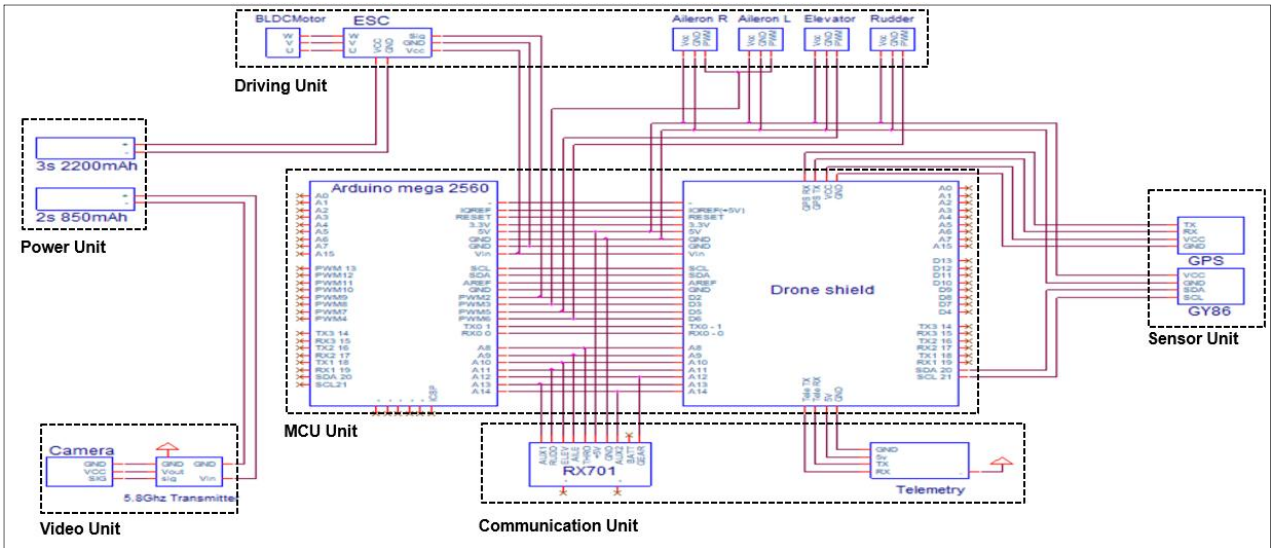 BLDCMotor
W
V
U
ESC
W
V
U
VCC
GND
Sig
GND
Vcc
Aileron R
Vcc
GND
PWM
Aileron L
Vcc
GND
PWM
Elevator
Vcc
GND
PWM
Rudder
Vcc
GND
PWM
Driving Unit
+
-
3s 2200mAh
+
-
2s 850mAh
Power Unit
Arduino mega 2560
A0
A1
A2
A3
A4
A5
A6
A7
A15
PWM 13
PWM12
PWM11
PWM10
PWM9
PWM8
PWM7
PWM4
TX3 14
RX3 15
TX2 16
RX2 17
TX1 18
RX1 19
SDA 20
SCL21
-
IOREF
RESET
3.3V
5V
GND
GND
Vin
SCL
SDA
AREF
GND
PWM2
PWM3
PWM5
PWM6
TX0 1
RX0 0
A8
A9
A10
A11
A12
A13
A14
ICSP
Drone shield
GPS RX
GPS TX
VCC
GND
-
IOREF(+5V)
RESET
3.3V
5V
GND
GND
Vin
SCL
SDA
AREF
GND
D2
D3
D5
D6
TX0 - 1
RX0 - 0
A8
A9
A10
A11
A12
A13
A14
A0
A1
A2
A3
A4
A5
A6
A7
A15
D13
D12
D11
D10
D9
D8
D7
D4
TX3 14
RX3 15
TX2 16
RX2 17
TX1 18
RX1 19
SDA 20
SCL 21
Tele TX
Tele RX
5V
GND
MCU Unit
TX
RX
VCC
GND
GPS
VCC
GND
SDA
SCL
GY86
Sensor Unit
Camera
GND
VCC
SIG
GND
Vout
sig
GND
Vin
5.8Ghz Transmitter
Video Unit
AUX1
RUDD
ELEV
AILE
THRO
+5V
GND
AUX2
BATT
GEAR
RX701
GND
5v
TX
RX
-
Telemetry
Communication Unit